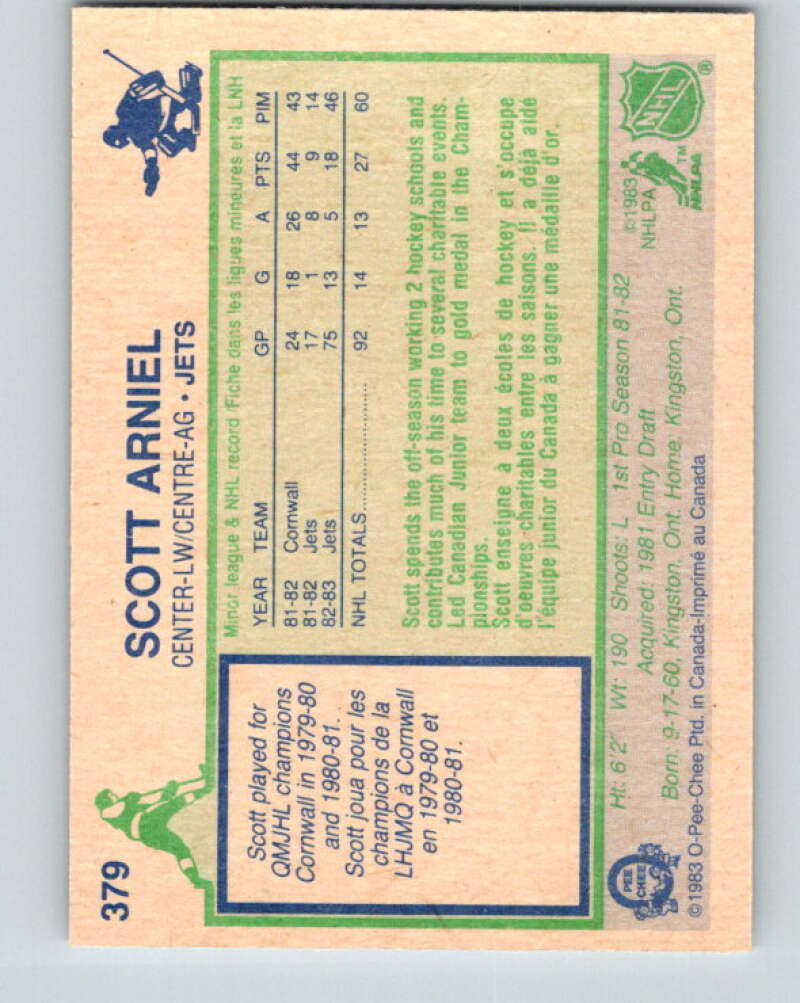 379
SCOTT ARNIEL
CENTER-LW/CENTRE-AG • JETS
Minor league & NHL record/Fiche dans les ligues mineures et la LNH
YEAR TEAM GP G A PTS PIM
81-82 Cornwall 24 18 26 44 43
81-82 Jets 17 1 8 9 14
82-83 Jets 75 13 5 18 46
NHL TOTALS 92 14 13 27 60
Scott played for
QMJHL champions
Cornwall in 1979-80
and 1980-81.
Scott joua pour les
champions de la
LHJMQ à Cornwall
en 1979-80 et
1980-81.
Scott spends the off-season working 2 hockey schools and
contributes much of his time to several charitable events.
Led Canadian Junior team to gold medal in the Cham-
pionships.
Scott enseigne à deux écoles de hockey et s'occupe
d'oeuvres charitables entre les saisons. Il a déjà aidé
l'équipe junior du Canada à gagner une médaille d'or.
Ht: 6'2" Wt: 190 Shoots: L 1st Pro Season 81-82
Acquired: 1981 Entry Draft
Born: 9-17-60, Kingston, Ont. Home: Kingston, Ont.
©1983 O-Pee-Chee Ptd. in Canada-Imprimé au Canada
O
PEE
CHEE
©1983
NHLPA
NHL ®
NHLPA ™